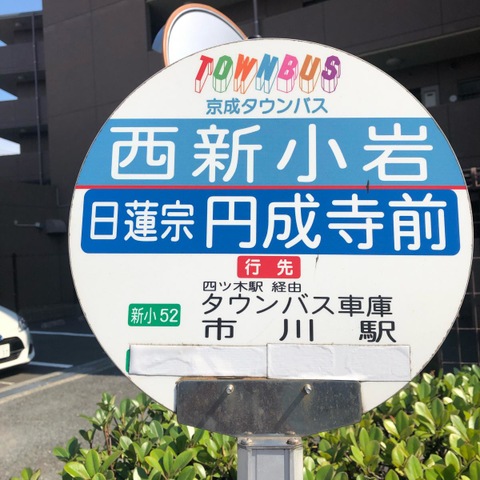 TOWNBUS
京成タウンバス
西新小岩
日蓮宗 円成寺前
行先
四ツ木駅 経由
新小52 タウンバス車庫
市川駅